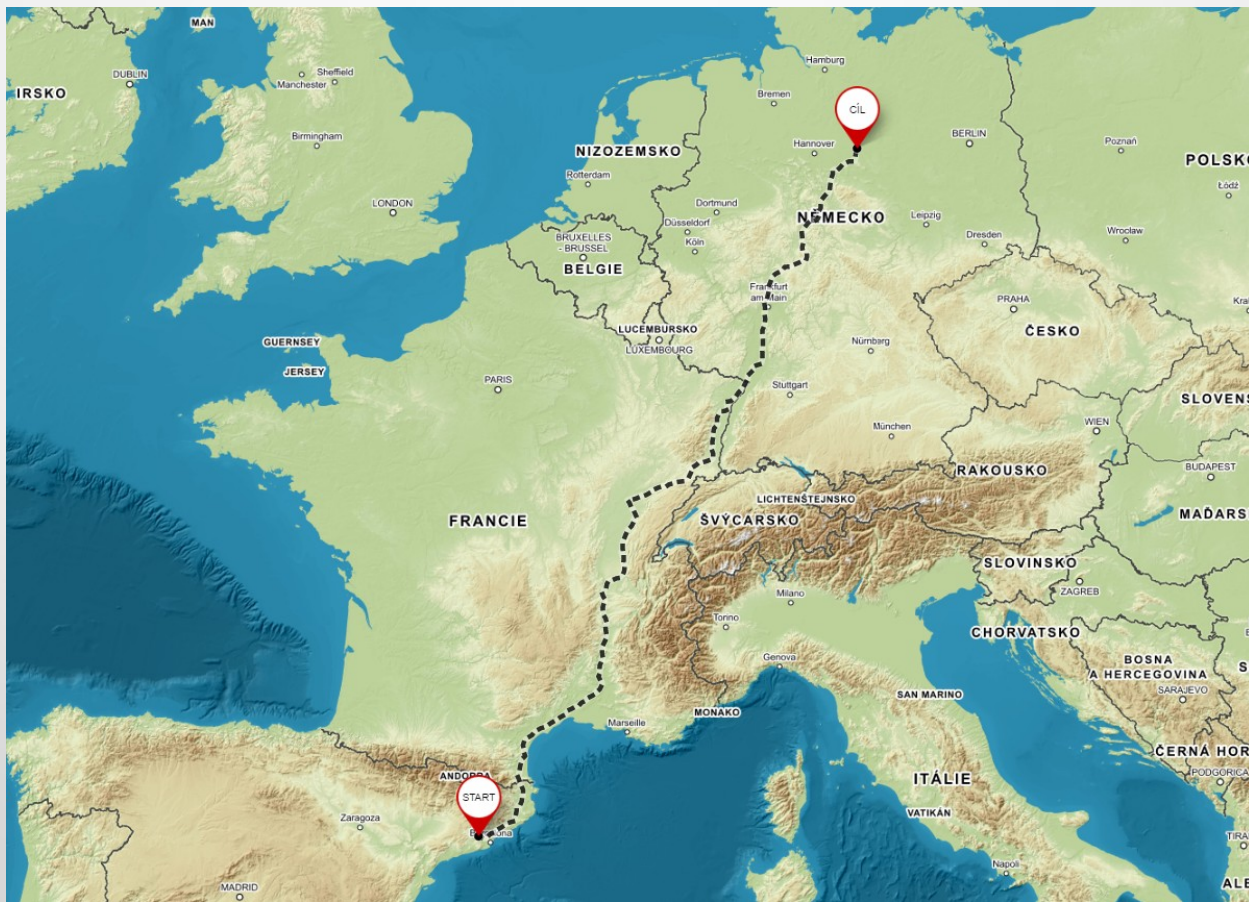 MAN
DUBLIN
IRSKO
Manchester
Sheffield
Birmingham
LONDON
Hamburg
Bremen
CÍL
Hannover
BERLIN
Poznań
NIZOZEMSKO
Rotterdam
POLSKO
Łódź
Dortmund
Düsseldorf
Köln
NĚMECKO
Leipzig
Dresden
Wrocław
BRUXELLES
- BRUSSEL
BELGIE
Frankfurt
am Main
PRAHA
ČESKO
LUCEMBURSKO
LUXEMBOURG
Nürnberg
GUERNSEY
JERSEY
PARIS
Stuttgart
München
WIEN
RAKOUSKO
BUDAPEST
LICHTENŠTEJNSKO
ŠVÝCARSKO
FRANCIE
SLOVINSKO
ZAGREB
Milano
Torino
CHORVATSKO
BOSNA
A HERCEGOVINA
SARAJEVO
Genova
SAN MARINO
MONAKO
Marseille
ČERNÁ HOR
PODGORICA
ANDORRA
ITÁLIE
START
VATIKÁN
Zaragoza
Napoli
MADRID